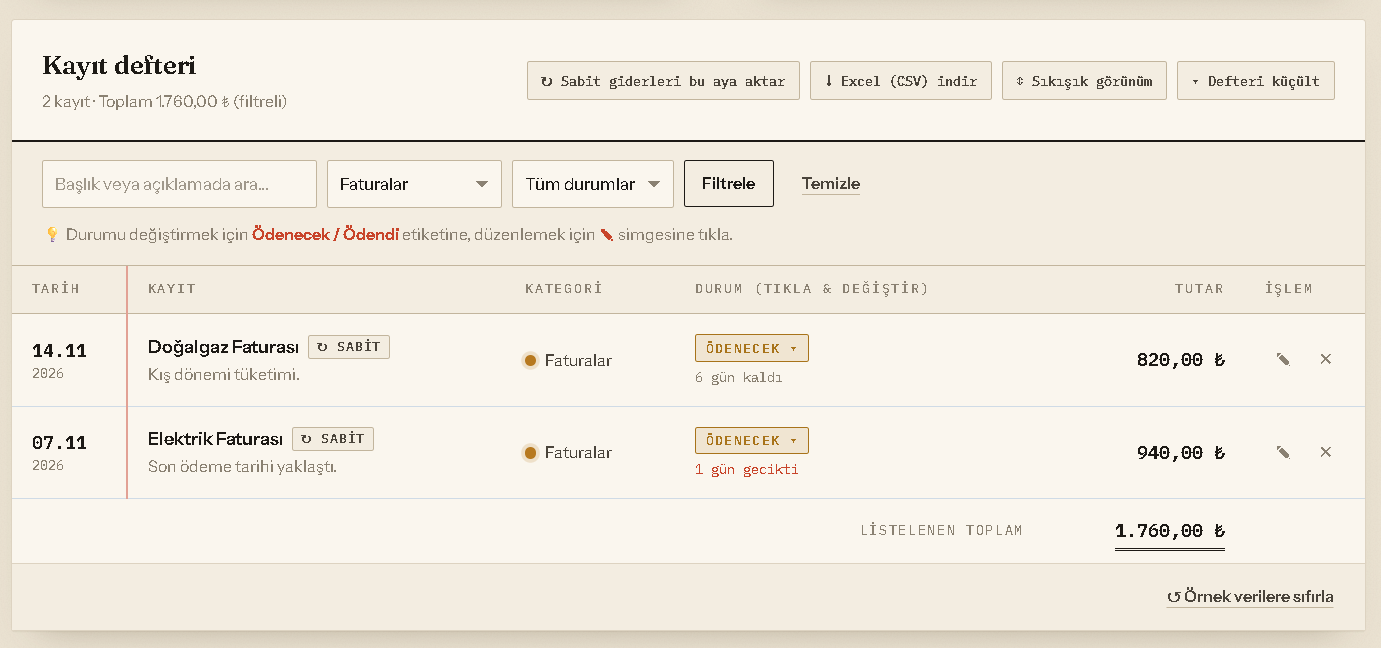 Kayıt defteri
2 kayıt · Toplam 1.760,00 ₺ (filtreli)
↻ Sabit giderleri bu aya aktar
↓ Excel (CSV) indir
⇕ Sıkışık görünüm
▾ Defteri küçült
Başlık veya açıklamada ara...
Faturalar
Tüm durumlar
Filtrele
Temizle
Durumu değiştirmek için Ödenecek / Ödendi etiketine, düzenlemek için ✎ simgesine tıkla.
TARİH KAYIT KATEGORİ DURUM (TIKLA & DEĞİŞTİR) TUTAR İŞLEM
14.11
2026
Doğalgaz Faturası ↻ SABİT
Kış dönemi tüketimi.
Faturalar
ÖDENECEK ▾
6 gün kaldı
820,00 ₺
07.11
2026
Elektrik Faturası ↻ SABİT
Son ödeme tarihi yaklaştı.
Faturalar
ÖDENECEK ▾
1 gün gecikti
940,00 ₺
LİSTELENEN TOPLAM 1.760,00 ₺
↺ Örnek verilere sıfırla